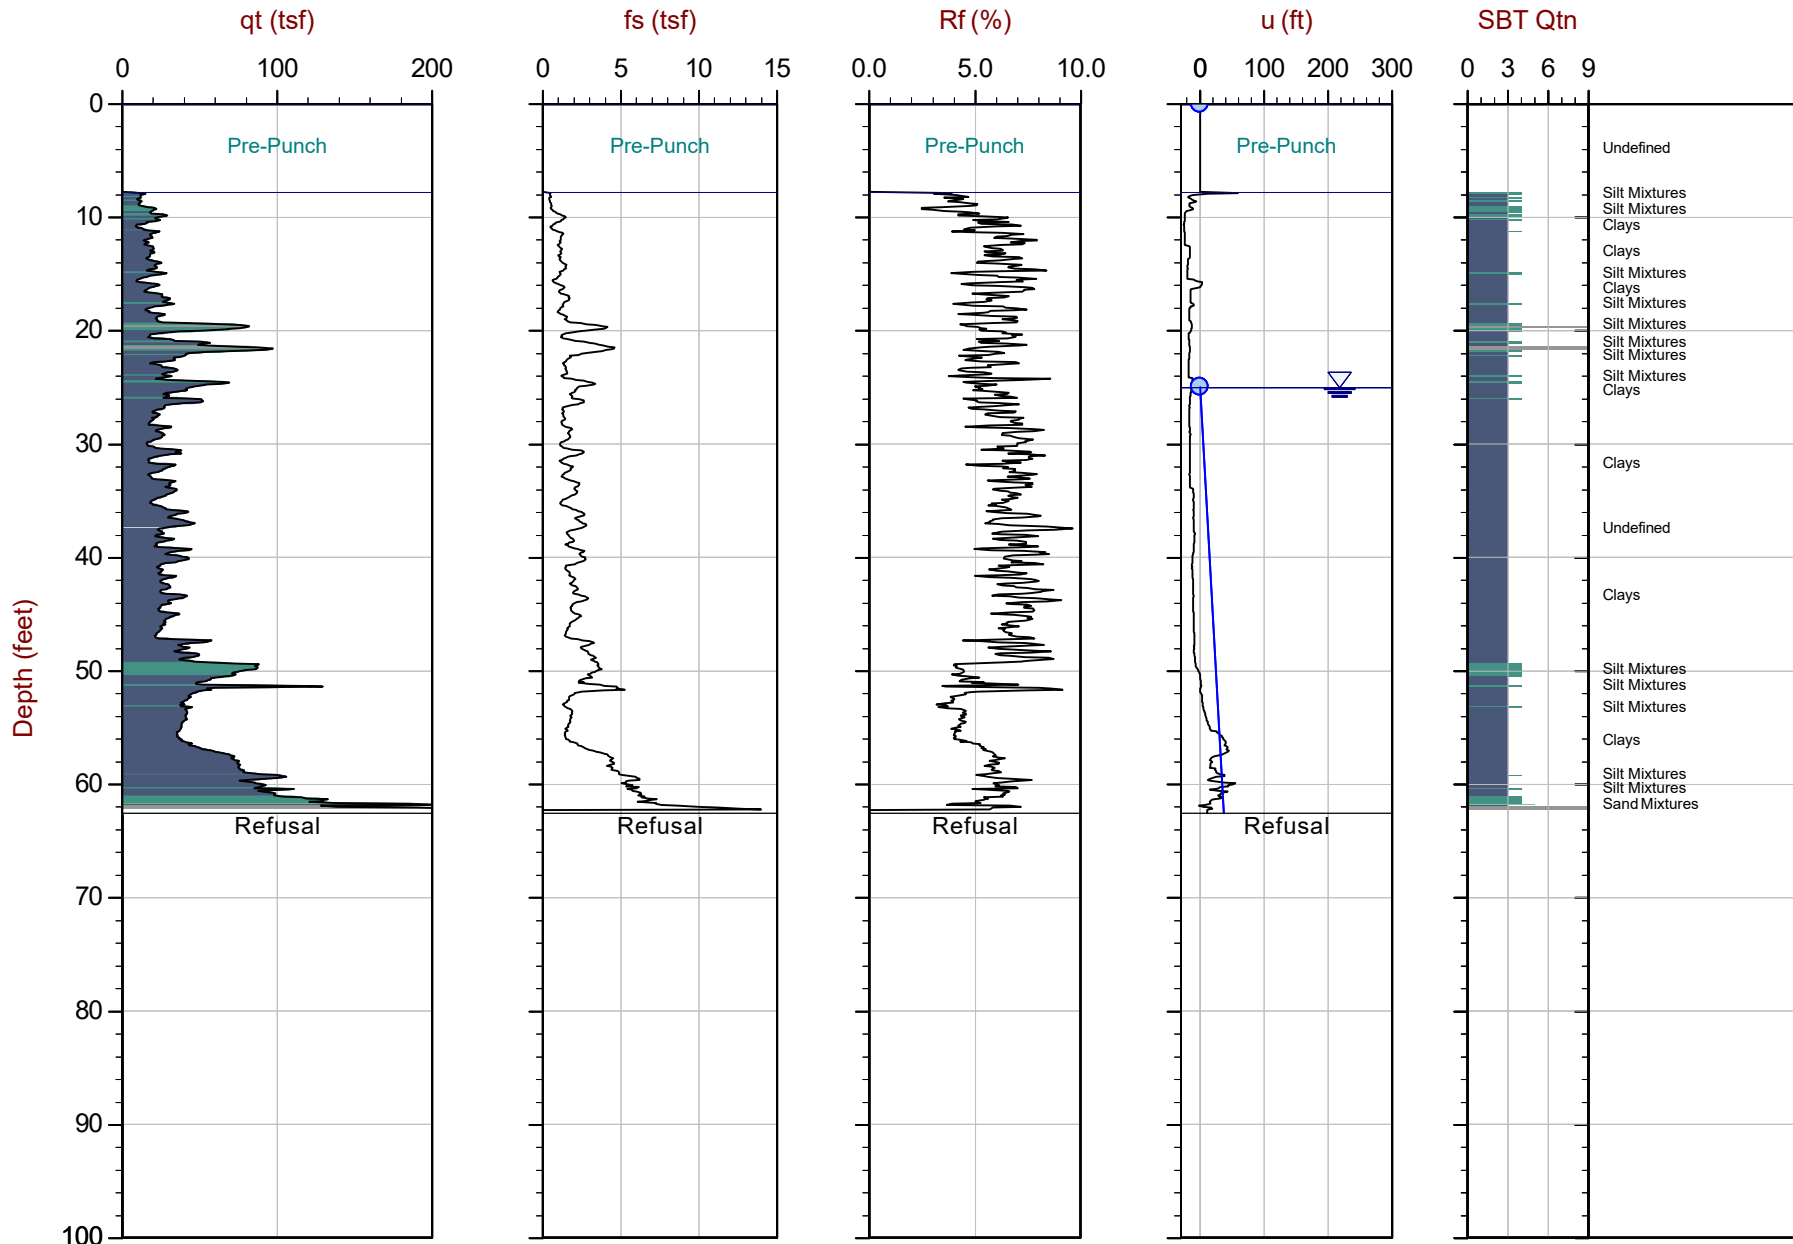 qt (tsf) fs (tsf) Rf (%) u (ft) SBT Qtn
0 100 200 0 5 10 15 0.0 5.0 10.0 0 100 200 300 0 3 6 9
0
Pre-Punch Pre-Punch Pre-Punch Pre-Punch Undefined
Silt Mixtures
Silt Mixtures
10
Clays
Clays
Silt Mixtures
Clays
Silt Mixtures
Silt Mixtures
20
Silt Mixtures
Silt Mixtures
Silt Mixtures
Clays
30
Clays
Undefined
40
Clays
Depth (feet)
Silt Mixtures
50
Silt Mixtures
Silt Mixtures
Clays
Silt Mixtures
60
Silt Mixtures
Sand Mixtures
Refusal Refusal Refusal Refusal
70
80
90
100